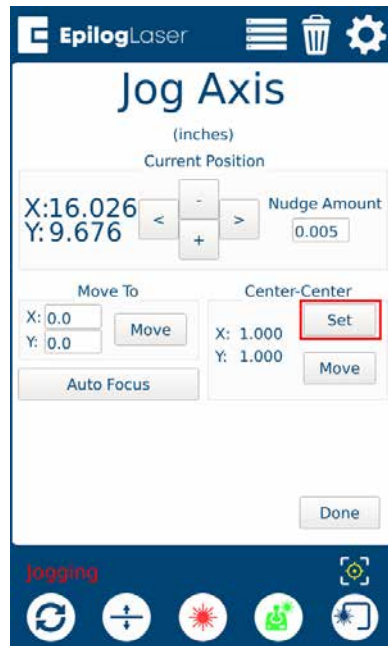 EpilogLaser
Jog Axis
(inches)
Current Position
X:16.026
Y: 9.676
<
-
+
>
Nudge Amount
0.005
Move To
X: 0.0
Y: 0.0
Move
Auto Focus
Center-Center
X: 1.000
Y: 1.000
Set
Move
Done
Jogging